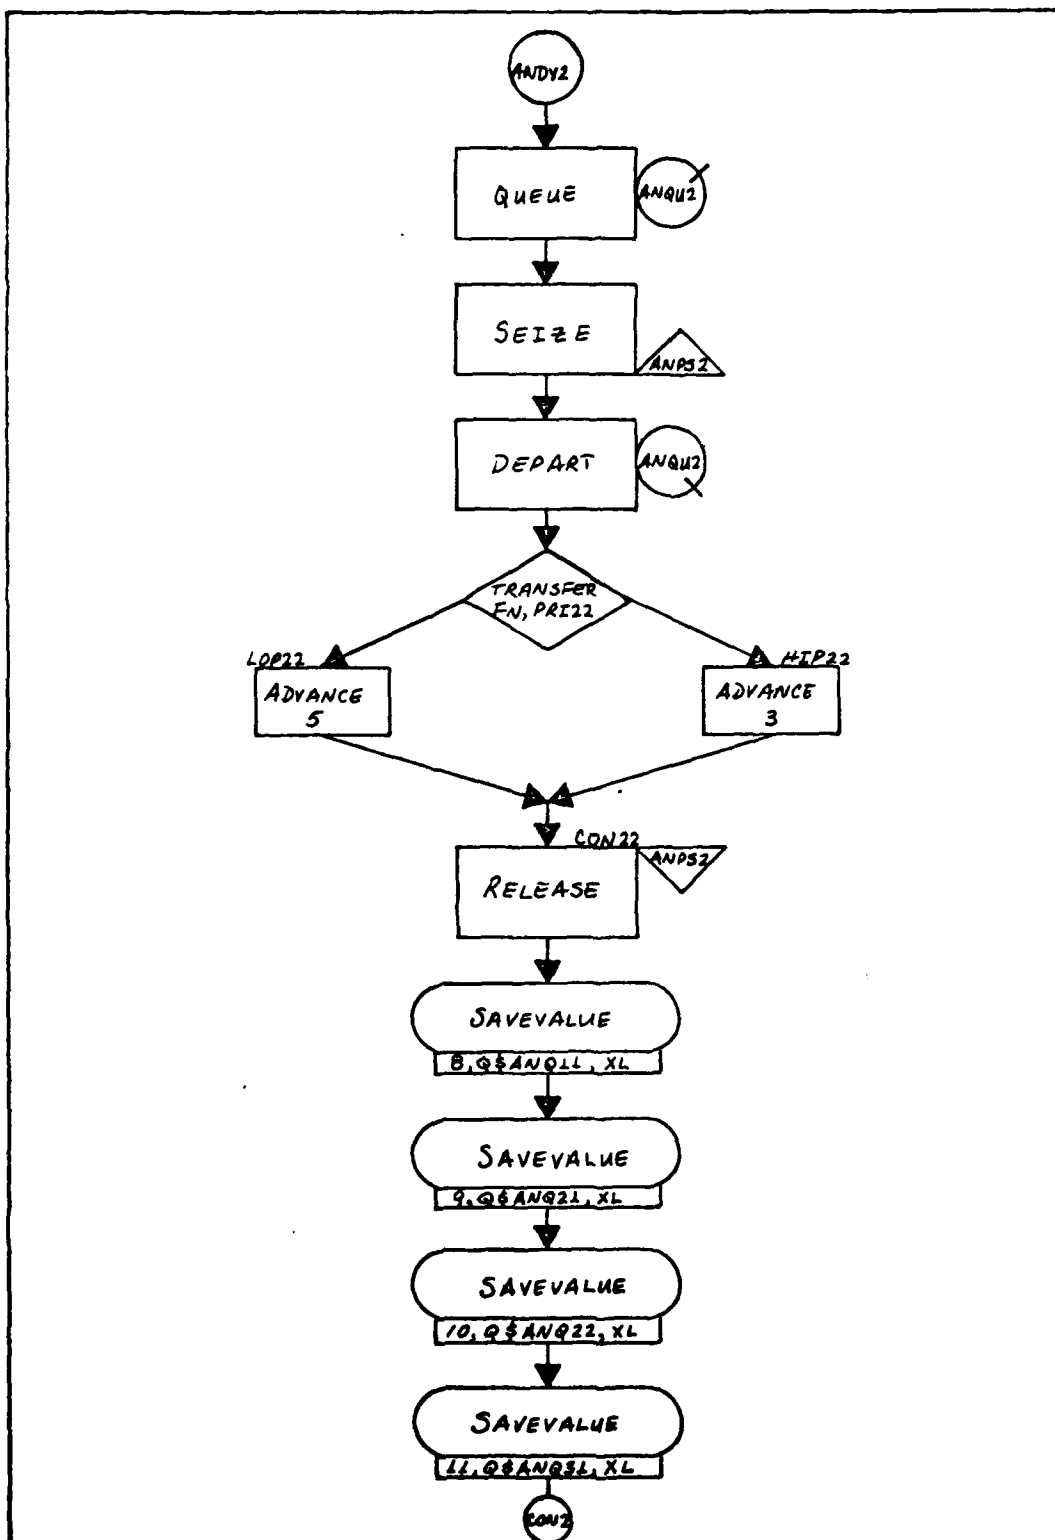 ANDY2
QUEUE
ANQU2
SEIZE
ANPS2
DEPART
ANQU2
TRANSFER
FN, PRI22
LOP22
HIP22
ADVANCE
5
ADVANCE
3
CON22
ANPS2
RELEASE
SAVEVALUE
8, Q$ANQ11, XL
SAVEVALUE
9, Q$ANQ21, XL
SAVEVALUE
10, Q$ANQ22, XL
SAVEVALUE
11, Q$ANQ31, XL
CON2